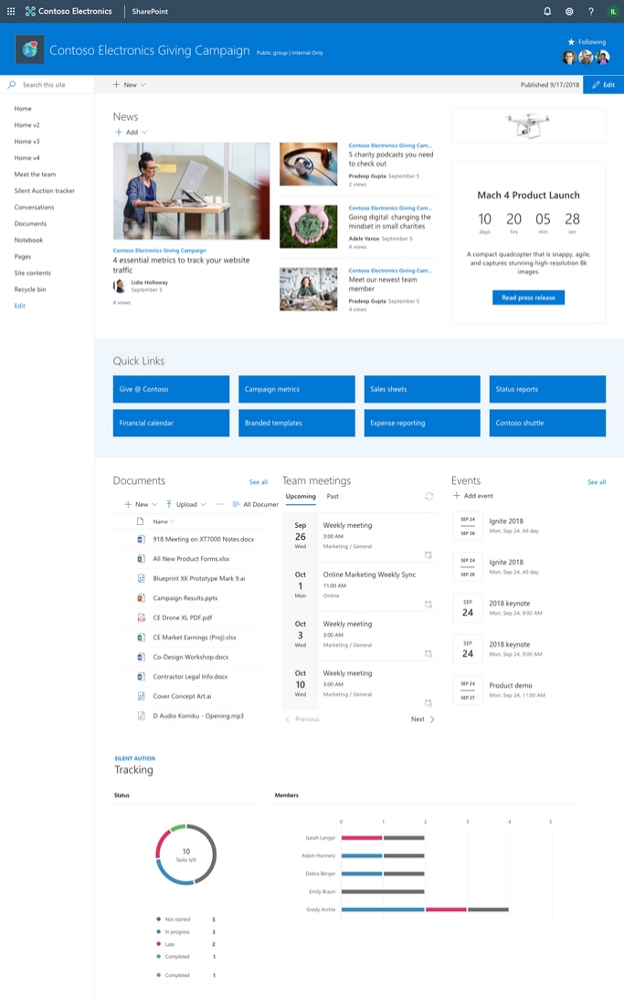 Contoso Electronics
SharePoint
IL
Contoso Electronics Giving Campaign
Public group | Internal Only
Following
Search this site
New
Published 9/17/2018
Edit
Home
Home v2
Home v3
Home v4
Meet the team
Silent Auction tracker
Conversations
Documents
Notebook
Pages
Site contents
Recycle bin
Edit
News
Add
Contoso Electronics Giving Campaign
4 essential metrics to track your website
traffic
Lidia Holloway
September 5
4 views
Contoso Electronics Giving Cam...
5 charity podcasts you need
to check out
Pradeep Gupta September 5
2 views
Contoso Electronics Giving Cam...
Going digital: changing the
mindset in small charities
Adele Vance September 5
4 views
Contoso Electronics Giving Cam...
Meet our newest team
member
Pradeep Gupta September 5
4 views
Mach 4 Product Launch
10 20 05 28
days hrs min sec
A compact quadcopter that is snappy, agile,
and captures stunning high-resolution 8k
images.
Read press release
Quick Links
Give @ Contoso
Campaign metrics
Sales sheets
Status reports
Financial calendar
Branded templates
Expense reporting
Contoso shuttle
Documents
See all
New
Upload
···
All Documer
Name
918 Meeting on XT7000 Notes.docx
All New Product Forms.xlsx
Blueprint XK Prototype Mark 9.ai
Campaign Results.pptx
CE Drone XL PDF.pdf
CE Market Earnings (Proj).xlsx
Co-Design Workshop.docx
Contractor Legal Info.docx
Cover Concept Art.ai
D Audio Komiku - Opening.mp3
Team meetings
Upcoming
Past
Sep
26
Wed
Weekly meeting
3:00 AM
Marketing / General
Oct
1
Mon
Online Marketing Weekly Sync
11:00 AM
Online
Oct
3
Wed
Weekly meeting
3:00 AM
Marketing / General
Oct
10
Wed
Weekly meeting
3:00 AM
Marketing / General
Previous
Next
Events
See all
Add event
SEP 24
SEP 28
Ignite 2018
Mon, Sep 24, All day
SEP 24
SEP 28
Ignite 2018
Mon, Sep 24, All day
SEP
24
2018 keynote
Mon, Sep 24, 9:00 AM
SEP
24
2018 keynote
Mon, Sep 24, 9:00 AM
SEP 24
SEP 27
Product demo
Mon, Sep 24, 11:00 AM
SILENT AUTION
Tracking
Status
10
Tasks left
Not started 5
In progress 3
Late 2
Completed 1
Completed 1
Members
0 1 2 3 4 5
Isaiah Langer
Adam Harmetz
Debra Berger
Emily Braun
Grady Archie